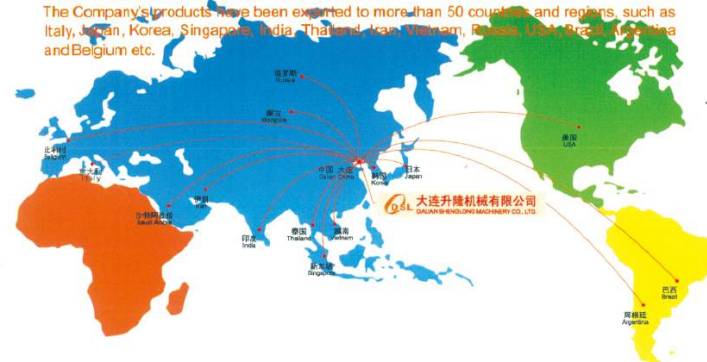 The Company's products have been exported to more than 50 countries and regions, such as
Italy, Japan, Korea, Singapore, India, Thailand, Iran, Vietnam, Russia, USA, Brazil, Argentina
and Belgium etc.
俄罗斯
Russia
蒙古
Mongolia
美国
USA
比利时
Belgium
意大利
Italy
中国 大连
Dalian China
韩国
Korea
日本
Japan
伊朗
Iran
沙特阿拉伯
Saudi Arabia
DSL
大连升隆机械有限公司
DALIAN SHENGLONG MACHINERY CO., LTD.
印度
India
泰国
Thailand
越南
Vietnam
新加坡
Singapore
巴西
Brazil
阿根廷
Argentina